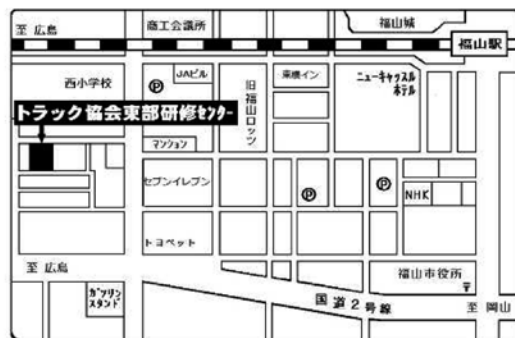 至 広島
商工会議所
福山城
福山駅
西小学校
Ⓟ
JAビル
旧福山ロッツ
東横イン
ニューキャッスル
ホテル
トラック協会東部研修センター
マンション
セブンイレブン
Ⓟ
Ⓟ
NHK
トヨペット
至 広島
福山市役所
〒
ガソリン
スタンド
国道2号線
至 岡山